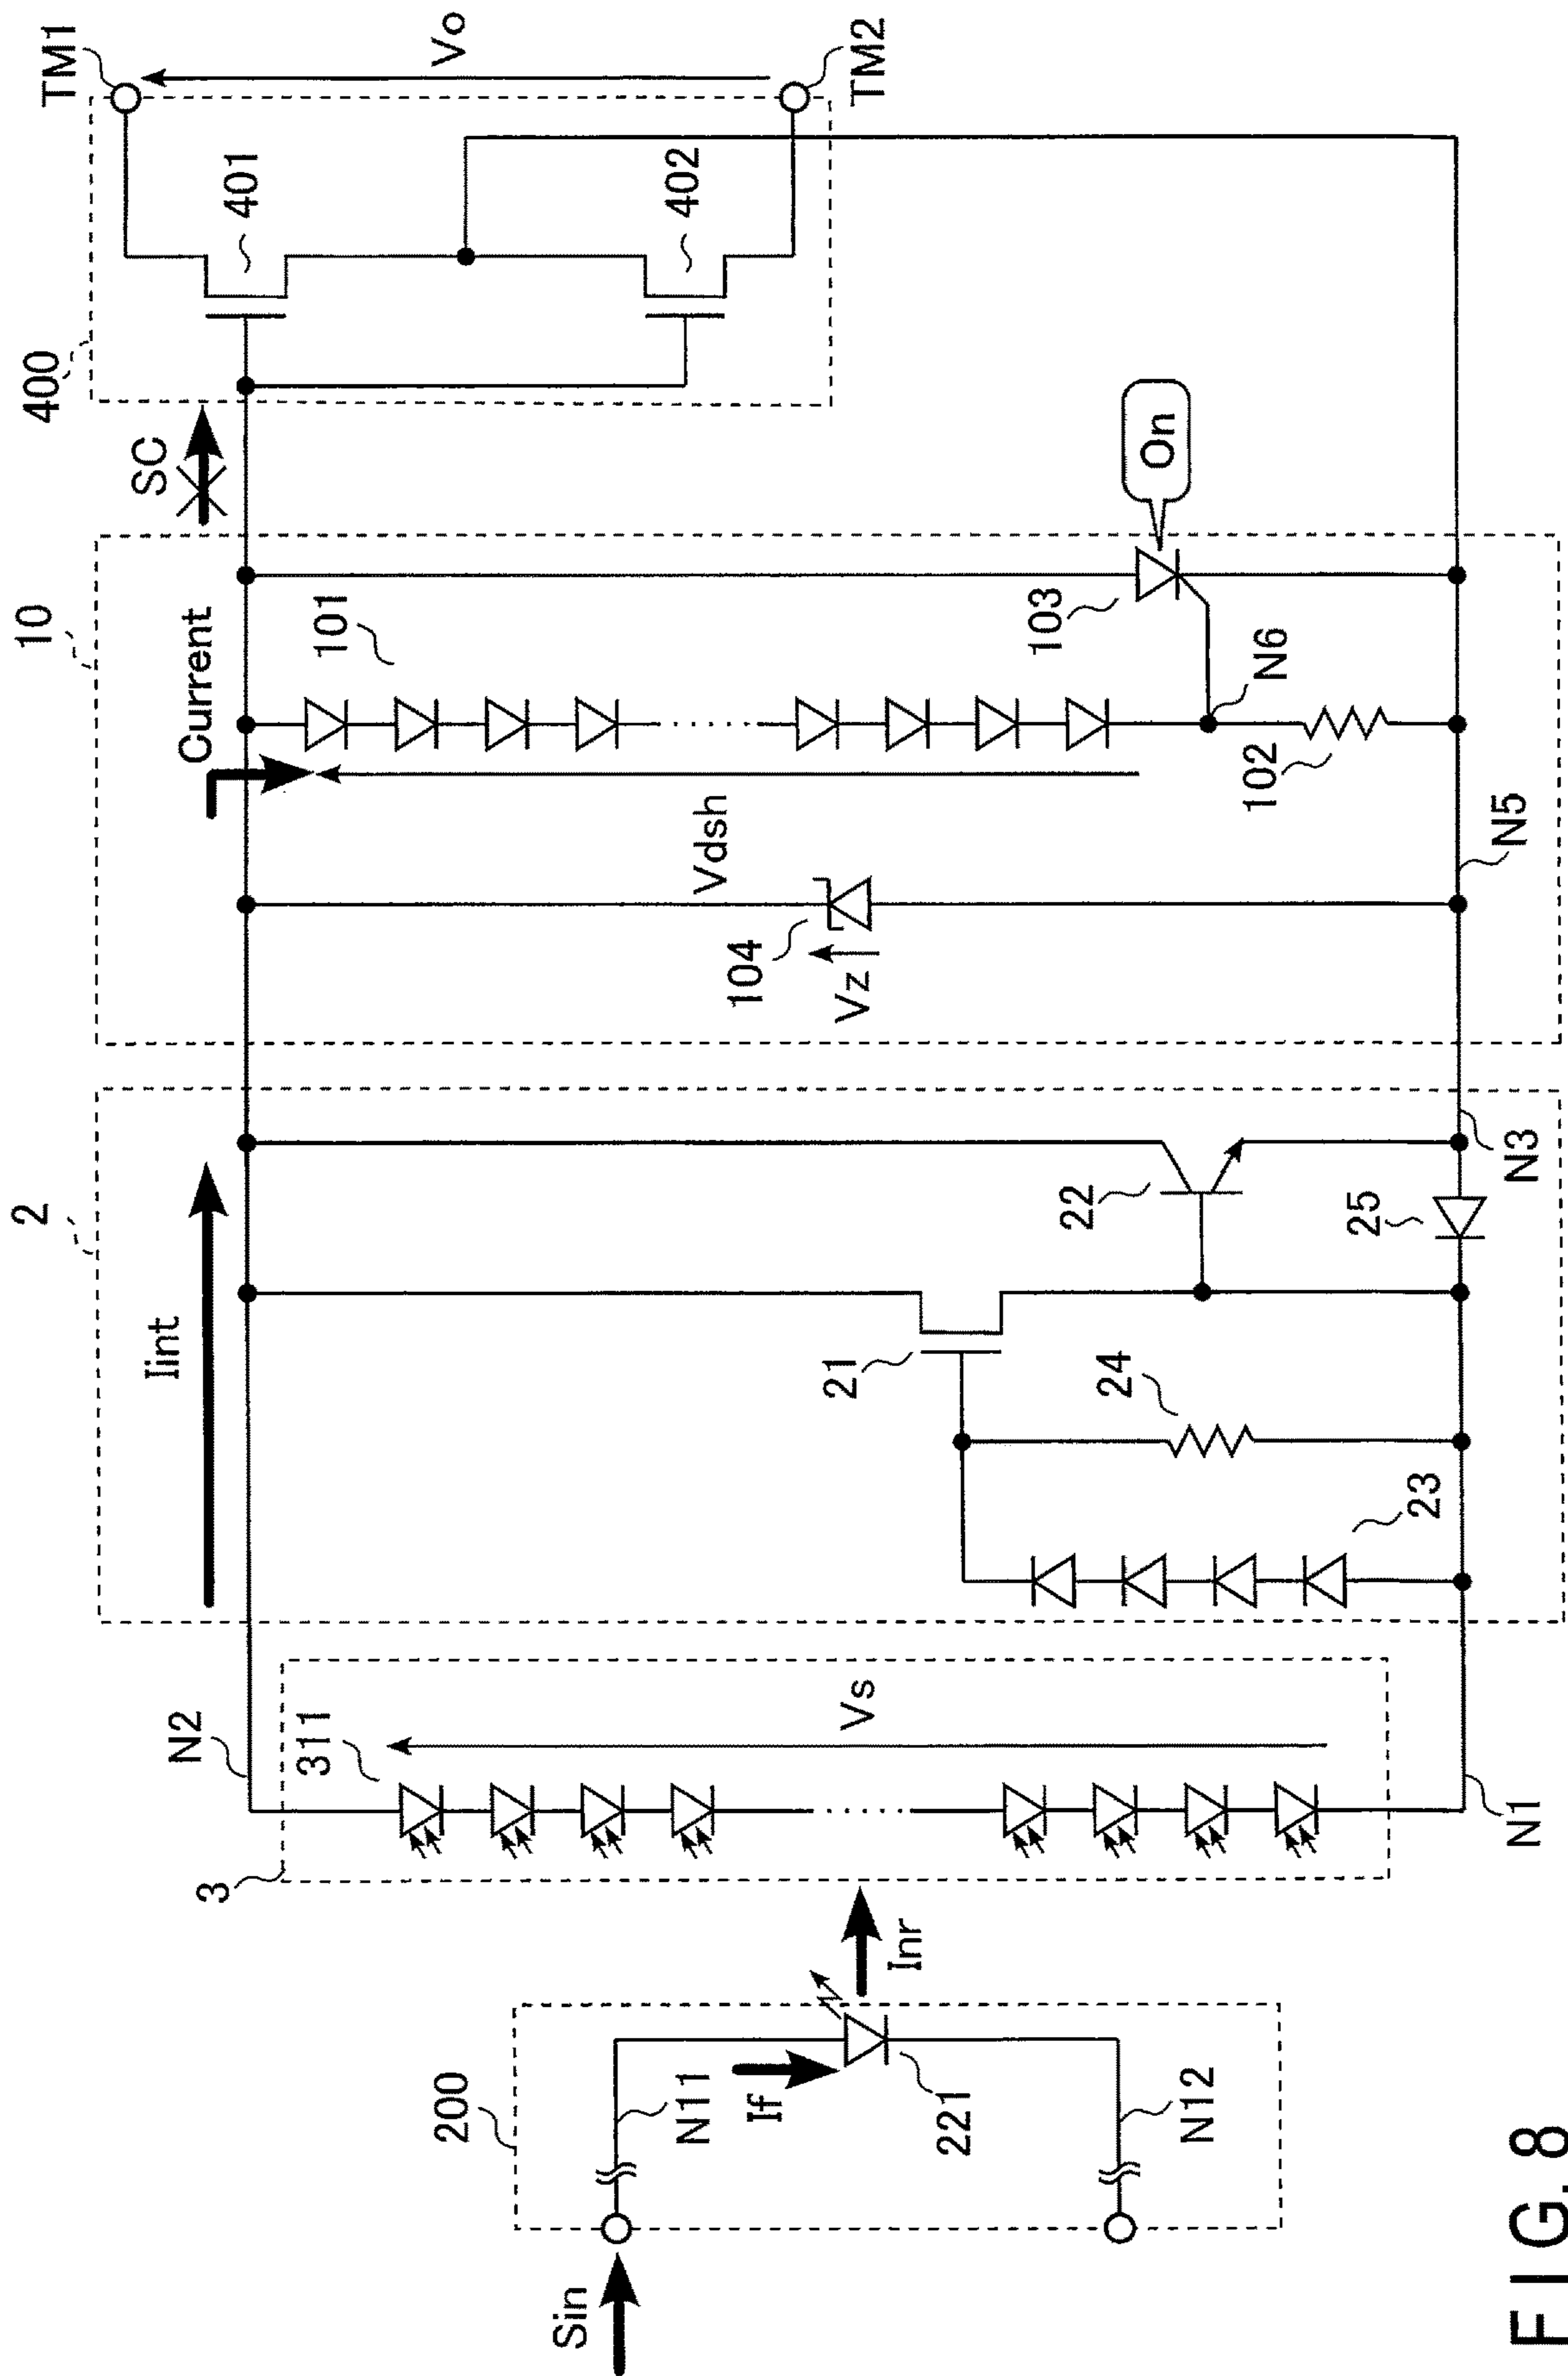 Sin
200
N11
If
221
N12
Inr
3
311
Vs
N2
N1
2
Iint
21
22
23
24
25
N3
10
Current
101
Vdsh
104
Vz
103
On
N6
102
N5
SC
400
401
402
TM1
Vo
TM2
FIG. 8